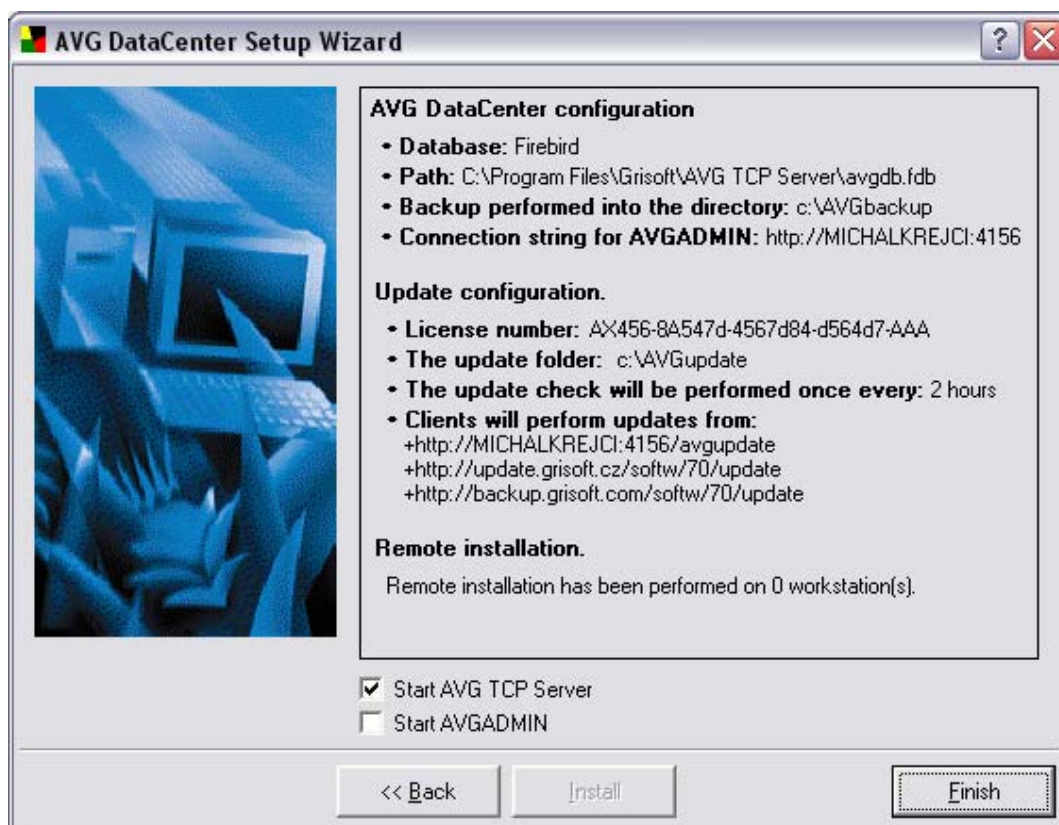 AVG DataCenter Setup Wizard
AVG DataCenter configuration
• Database: Firebird
• Path: C:\Program Files\Grisoft\AVG TCP Server\avgdb.fdb
• Backup performed into the directory: c:\AVGbackup
• Connection string for AVGADMIN: http://MICHALKREJCI:4156
Update configuration.
• License number: AX456-8A547d-4567d84-d564d7-AAA
• The update folder: c:\AVGupdate
• The update check will be performed once every: 2 hours
• Clients will perform updates from:
+http://MICHALKREJCI:4156/avgupdate
+http://update.grisoft.cz/softw/70/update
+http://backup.grisoft.com/softw/70/update
Remote installation.
Remote installation has been performed on 0 workstation(s).
Start AVG TCP Server
Start AVGADMIN
<< Back Install Finish